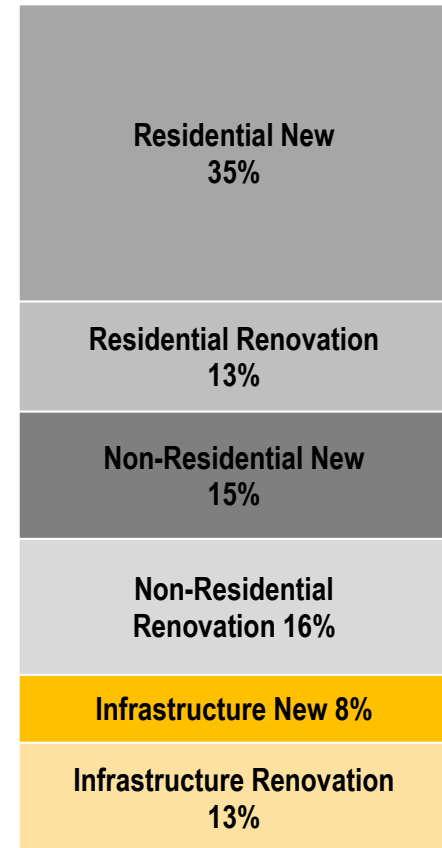 Residential New
35%
Residential Renovation
13%
Non-Residential New
15%
Non-Residential
Renovation 16%
Infrastructure New 8%
Infrastructure Renovation
13%